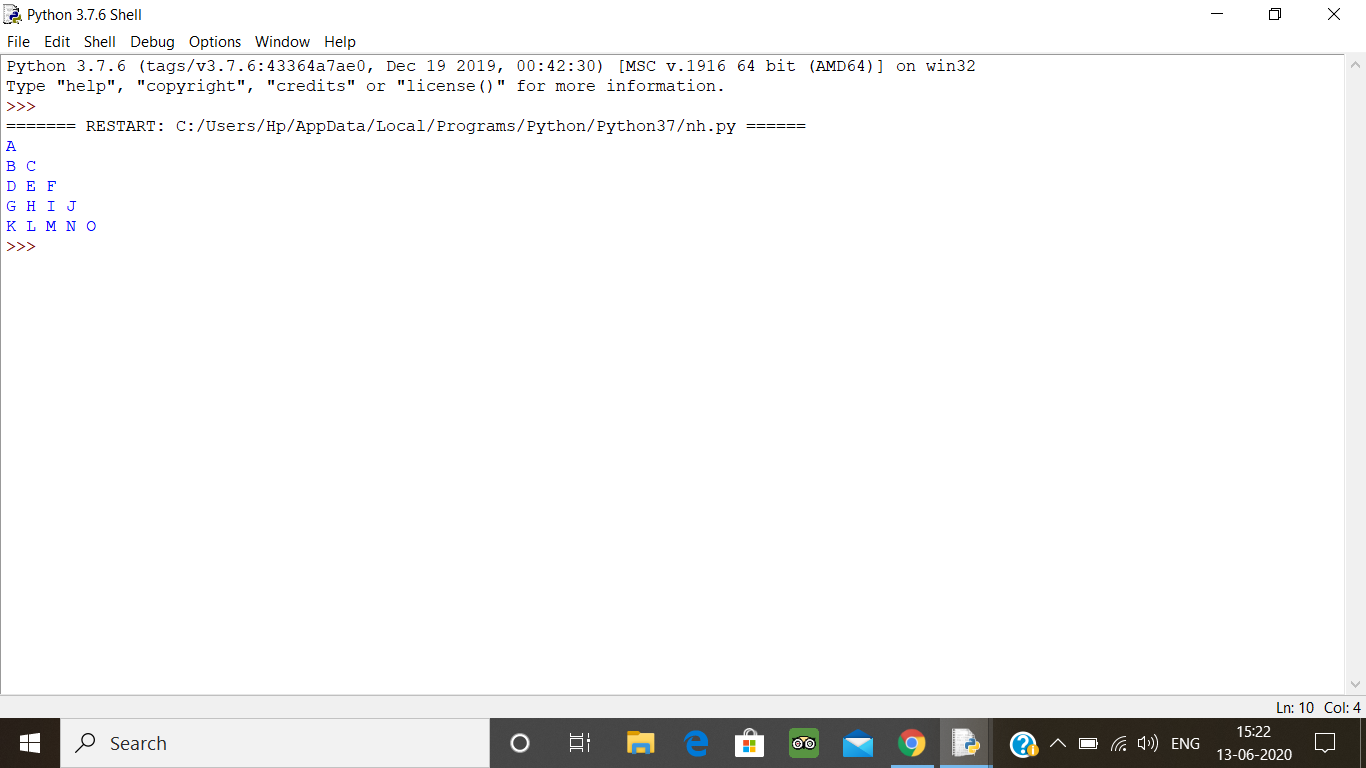 Python 3.7.6 Shell
File Edit Shell Debug Options Window Help
Python 3.7.6 (tags/v3.7.6:43364a7ae0, Dec 19 2019, 00:42:30) [MSC v.1916 64 bit (AMD64)] on win32
Type "help", "copyright", "credits" or "license()" for more information.
>>>
======= RESTART: C:/Users/Hp/AppData/Local/Programs/Python/Python37/nh.py ======
A
B C
D E F
G H I J
K L M N O
>>>
Ln: 10 Col: 4
Search
ENG
15:22
13-06-2020